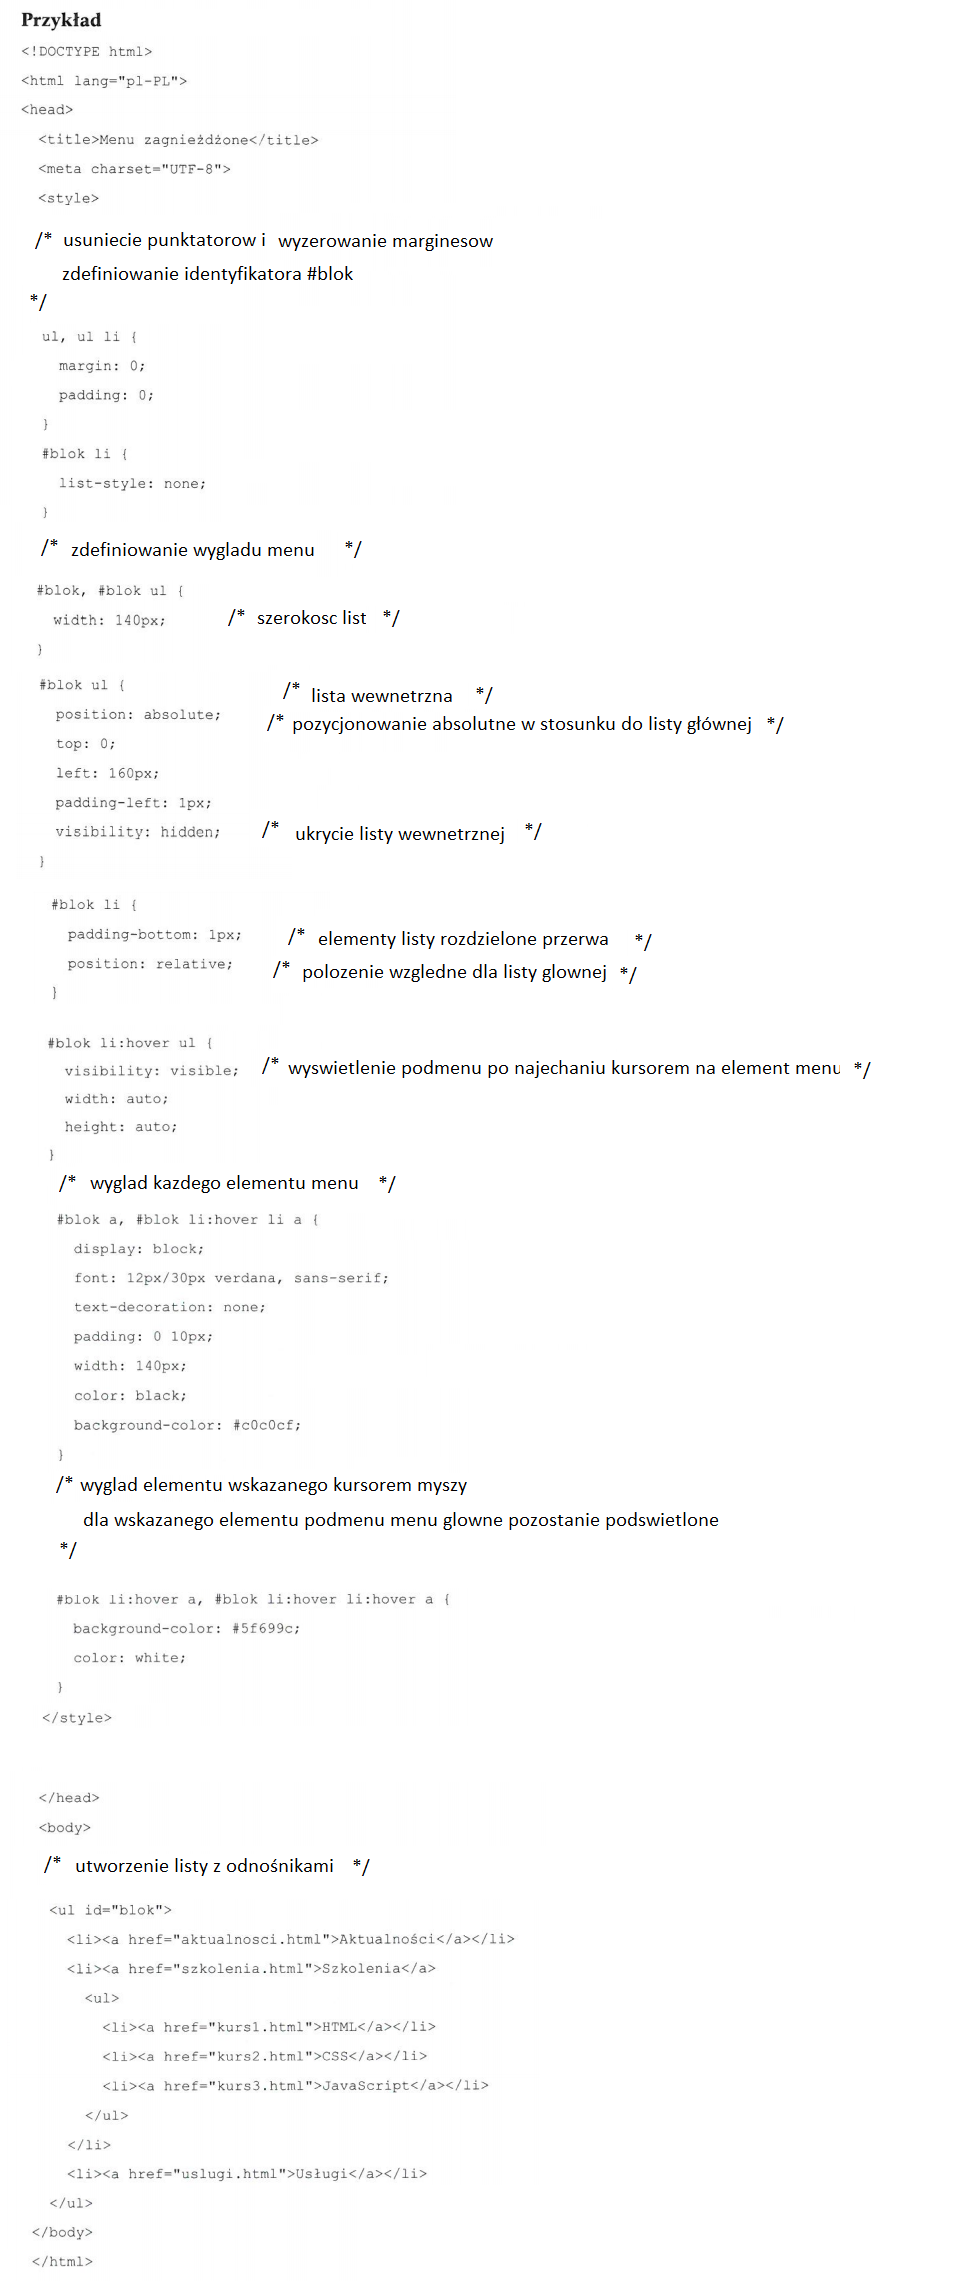 Przykład
<!DOCTYPE html>
<html lang="pl-PL">
<head>
<title>Menu zagnieżdżone</title>
<meta charset="UTF-8">
<style>
/* usuniecie punktatorow i wyzerowanie marginesow
zdefiniowanie identyfikatora #blok
*/
ul, ul li {
margin: 0;
padding: 0;
}
#blok li {
list-style: none;
}
/* zdefiniowanie wygladu menu */
#blok, #blok ul {
width: 140px; /* szerokosc list */
}
#blok ul { /* lista wewnetrzna */
position: absolute; /* pozycjonowanie absolutne w stosunku do listy głównej */
top: 0;
left: 160px;
padding-left: 1px;
visibility: hidden; /* ukrycie listy wewnetrznej */
}
#blok li {
padding-bottom: 1px; /* elementy listy rozdzielone przerwa */
position: relative; /* polozenie wzgledne dla listy glownej */
}
#blok li:hover ul {
visibility: visible; /* wyswietlenie podmenu po najechaniu kursorem na element menu */
width: auto;
height: auto;
}
/* wyglad kazdego elementu menu */
#blok a, #blok li:hover li a {
display: block;
font: 12px/30px verdana, sans-serif;
text-decoration: none;
padding: 0 10px;
width: 140px;
color: black;
background-color: #c0c0cf;
}
/* wyglad elementu wskazanego kursorem myszy
dla wskazanego elementu podmenu menu glowne pozostanie podswietlone
*/
#blok li:hover a, #blok li:hover li:hover a {
background-color: #5f699c;
color: white;
}
</style>
</head>
<body>
/* utworzenie listy z odnośnikami */
<ul id="blok">
<li><a href="aktualnosci.html">Aktualności</a></li>
<li><a href="szkolenia.html">Szkolenia</a>
<ul>
<li><a href="kurs1.html">HTML</a></li>
<li><a href="kurs2.html">CSS</a></li>
<li><a href="kurs3.html">JavaScript</a></li>
</ul>
</li>
<li><a href="uslugi.html">Usługi</a></li>
</ul>
</body>
</html>